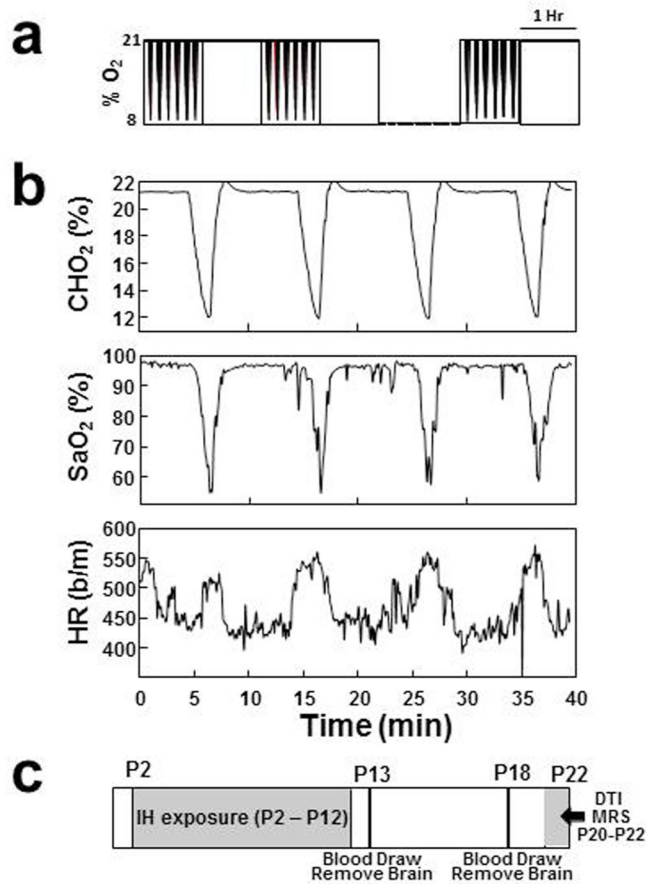 a
1 Hr
21
% O2
8
b
22
20
18
16
14
12
CHO2 (%)
100
90
80
70
60
SaO2 (%)
600
550
500
450
400
HR (b/m)
0 5 10 15 20 25 30 35 40
Time (min)
c
P2 P13 P18 P22
IH exposure (P2 – P12)
DTI
MRS
P20-P22
Blood Draw Blood Draw
Remove Brain Remove Brain